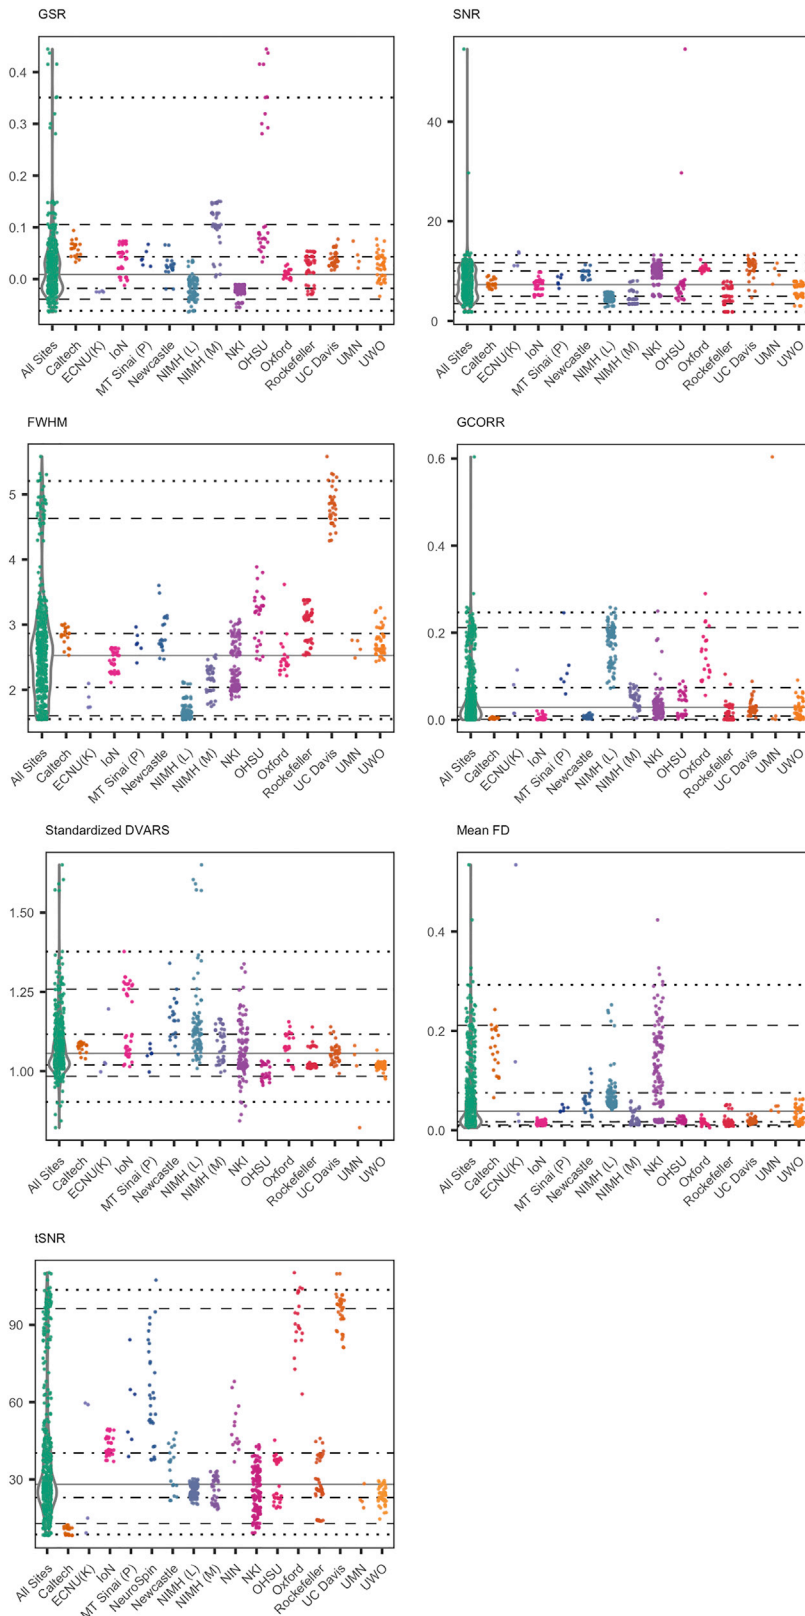 GSR
0.4
0.3
0.2
0.1
0.0
All Sites
Caltech
ECNU(K)
IoN
MT Sinai (P)
Newcastle
NIMH (L)
NIMH (M)
NKI
OHSU
Oxford
Rockefeller
UC Davis
UMN
UWO
SNR
40
20
0
All Sites
Caltech
ECNU(K)
IoN
MT Sinai (P)
Newcastle
NIMH (L)
NIMH (M)
NKI
OHSU
Oxford
Rockefeller
UC Davis
UMN
UWO
FWHM
5
4
3
2
All Sites
Caltech
ECNU(K)
IoN
MT Sinai (P)
Newcastle
NIMH (L)
NIMH (M)
NKI
OHSU
Oxford
Rockefeller
UC Davis
UMN
UWO
GCORR
0.6
0.4
0.2
0.0
All Sites
Caltech
ECNU(K)
IoN
MT Sinai (P)
Newcastle
NIMH (L)
NIMH (M)
NKI
OHSU
Oxford
Rockefeller
UC Davis
UMN
UWO
Standardized DVARS
1.50
1.25
1.00
All Sites
Caltech
ECNU(K)
IoN
MT Sinai (P)
Newcastle
NIMH (L)
NIMH (M)
NKI
OHSU
Oxford
Rockefeller
UC Davis
UMN
UWO
Mean FD
0.4
0.2
0.0
All Sites
Caltech
ECNU(K)
IoN
MT Sinai (P)
Newcastle
NIMH (L)
NIMH (M)
NKI
OHSU
Oxford
Rockefeller
UC Davis
UMN
UWO
tSNR
90
60
30
All Sites
Caltech
ECNU(K)
IoN
MT Sinai (P)
NeuroSpin
Newcastle
NIMH (L)
NIMH (M)
NIN
NKI
OHSU
Oxford
Rockefeller
UC Davis
UMN
UWO